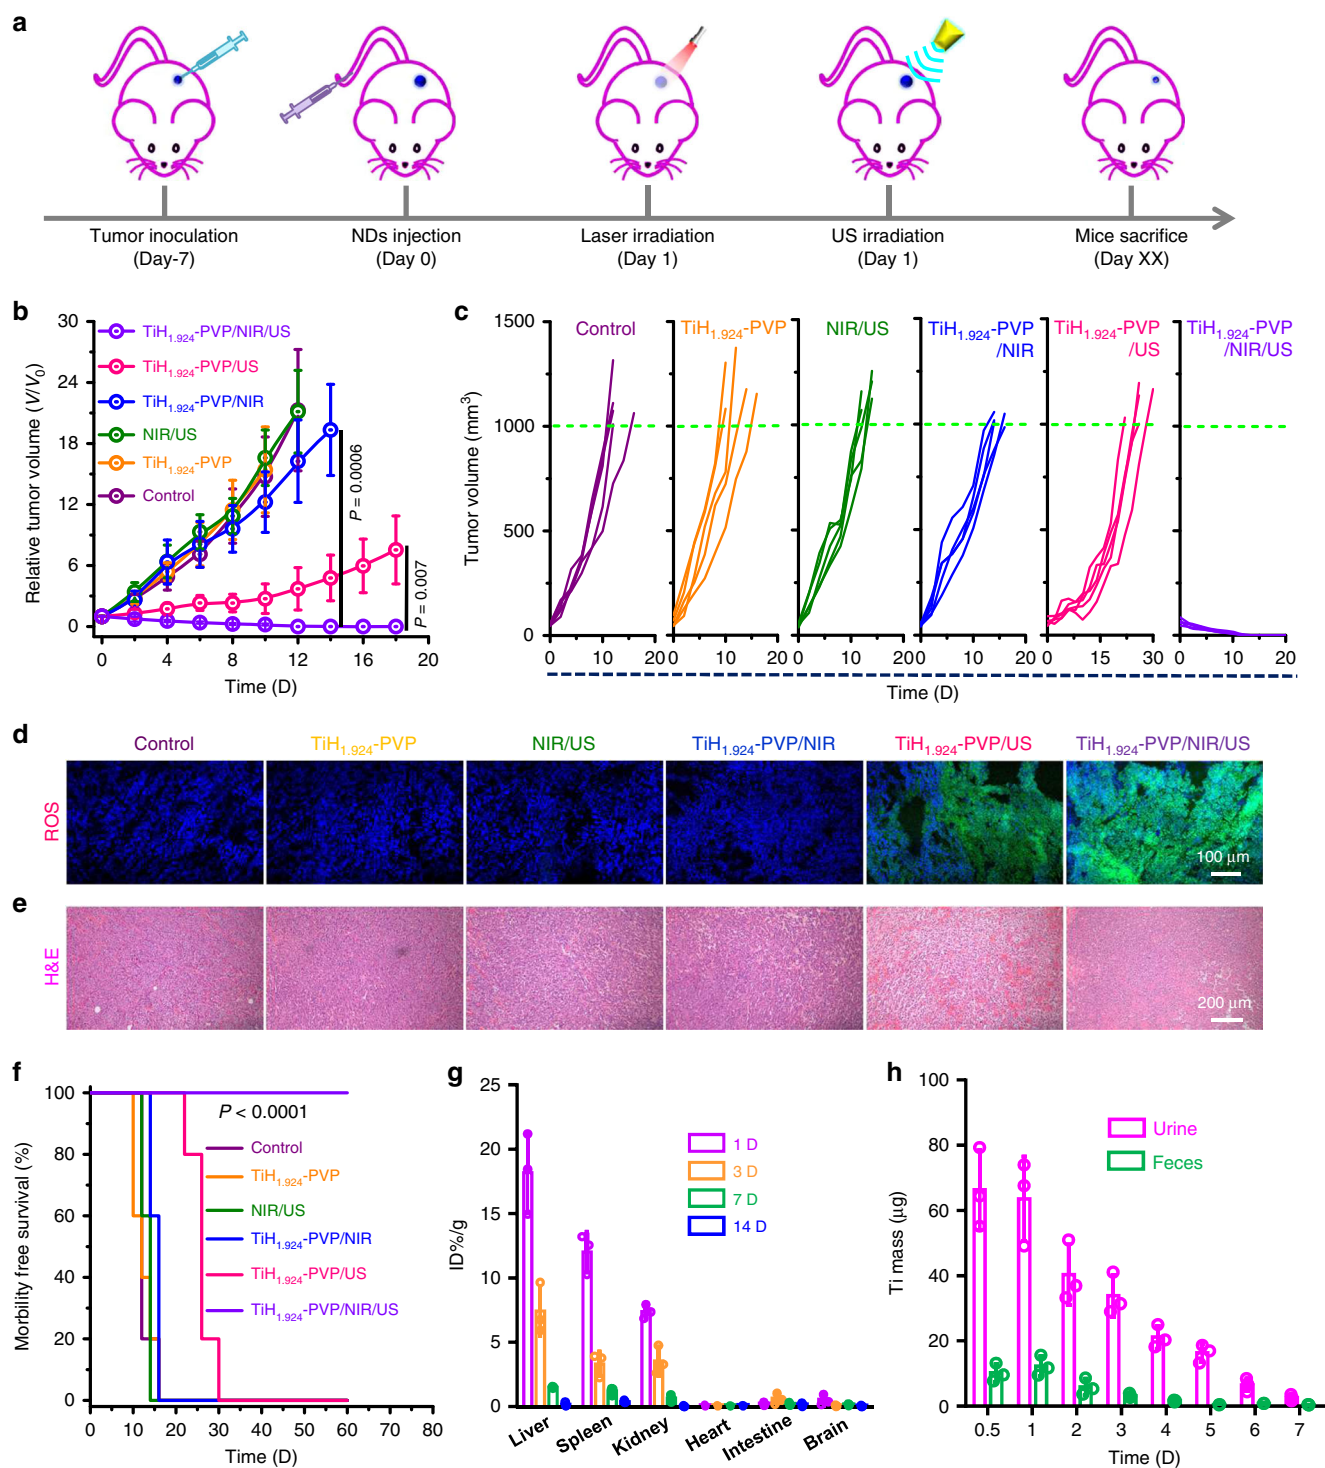 a
Tumor inoculation
(Day-7)
NDs injection
(Day 0)
Laser irradiation
(Day 1)
US irradiation
(Day 1)
Mice sacrifice
(Day XX)
b
Relative tumor volume (V/V0)
30
24
18
12
6
0
TiH1.924-PVP/NIR/US
TiH1.924-PVP/US
TiH1.924-PVP/NIR
NIR/US
TiH1.924-PVP
Control
P = 0.0006
P = 0.007
0 4 8 12 16 20
Time (D)
c
Tumor volume (mm3)
1500
1000
500
0
Control
TiH1.924-PVP
NIR/US
TiH1.924-PVP
/NIR
TiH1.924-PVP
/US
TiH1.924-PVP
/NIR/US
0 10 20
0 10 20
0 10 20
0 10 20
0 15 30
0 10 20
Time (D)
d
Control
TiH1.924-PVP
NIR/US
TiH1.924-PVP/NIR
TiH1.924-PVP/US
TiH1.924-PVP/NIR/US
ROS
100 μm
e
H&E
200 μm
f
Morbility free survival (%)
100
80
60
40
20
0
P < 0.0001
Control
TiH1.924-PVP
NIR/US
TiH1.924-PVP/NIR
TiH1.924-PVP/US
TiH1.924-PVP/NIR/US
0 10 20 30 40 50 60 70 80
Time (D)
g
ID%/g
25
20
15
10
5
0
1 D
3 D
7 D
14 D
Liver
Spleen
Kidney
Heart
Intestine
Brain
h
Ti mass (μg)
100
80
60
40
20
0
Urine
Feces
0.5 1 2 3 4 5 6 7
Time (D)